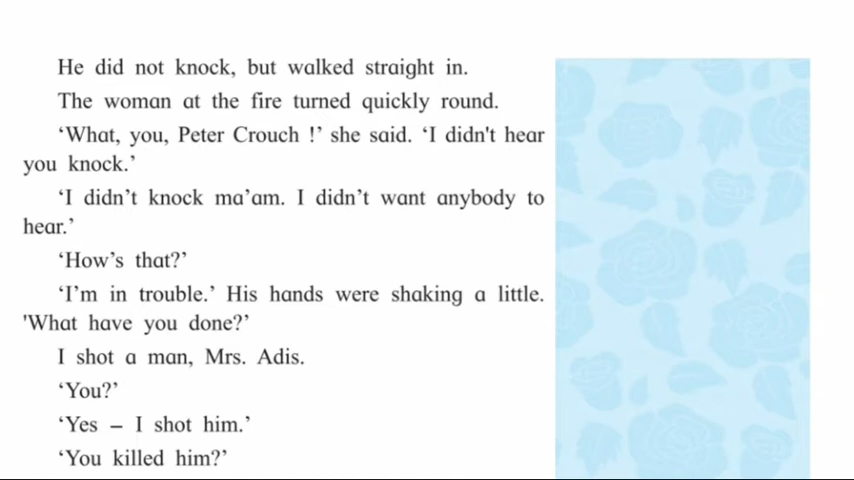 He did not knock, but walked straight in.
The woman at the fire turned quickly round.
‘What, you, Peter Crouch !’ she said. ‘I didn't hear
you knock.’
‘I didn’t knock ma’am. I didn’t want anybody to
hear.’
‘How’s that?’
‘I’m in trouble.’ His hands were shaking a little.
'What have you done?’
I shot a man, Mrs. Adis.
‘You?’
‘Yes – I shot him.’
‘You killed him?’